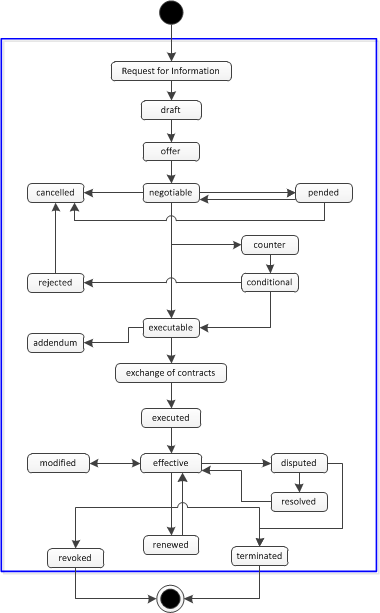 Request for Information
draft
offer
cancelled
negotiable
pended
counter
rejected
conditional
executable
addendum
exchange of contracts
executed
modified
effective
disputed
resolved
renewed
revoked
terminated